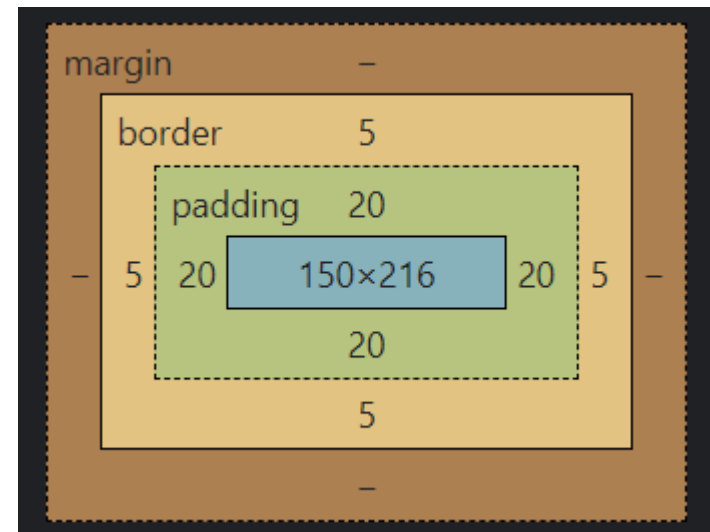 margin –
border 5
padding 20
– 5 20 150×216 20 5 –
20
5
–